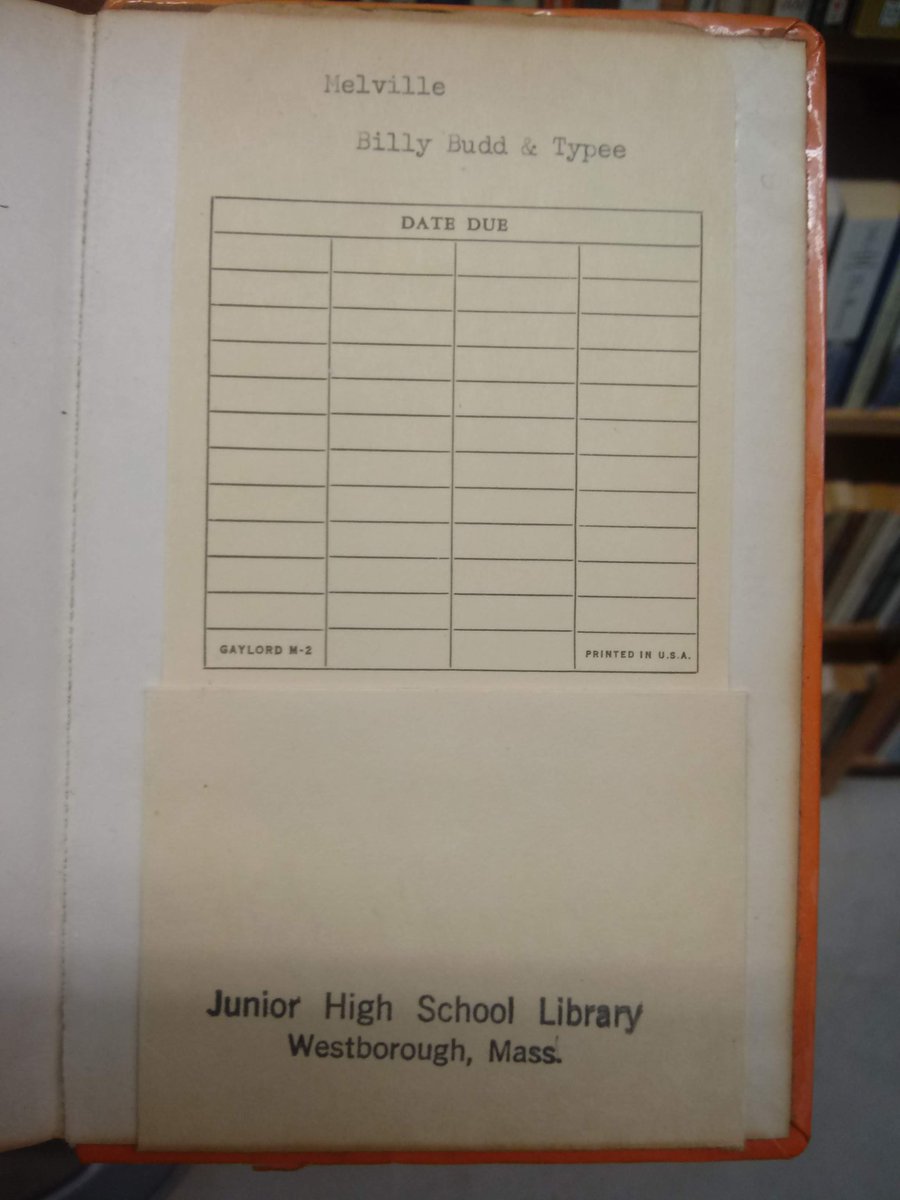 Melville
Billy Budd & Typee
DATE DUE
GAYLORD M-2
PRINTED IN U.S.A.
Junior High School Library
Westborough, Mass.